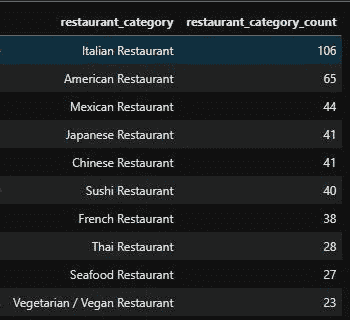 restaurant_category restaurant_category_count
Italian Restaurant 106
American Restaurant 65
Mexican Restaurant 44
Japanese Restaurant 41
Chinese Restaurant 41
Sushi Restaurant 40
French Restaurant 38
Thai Restaurant 28
Seafood Restaurant 27
Vegetarian / Vegan Restaurant 23